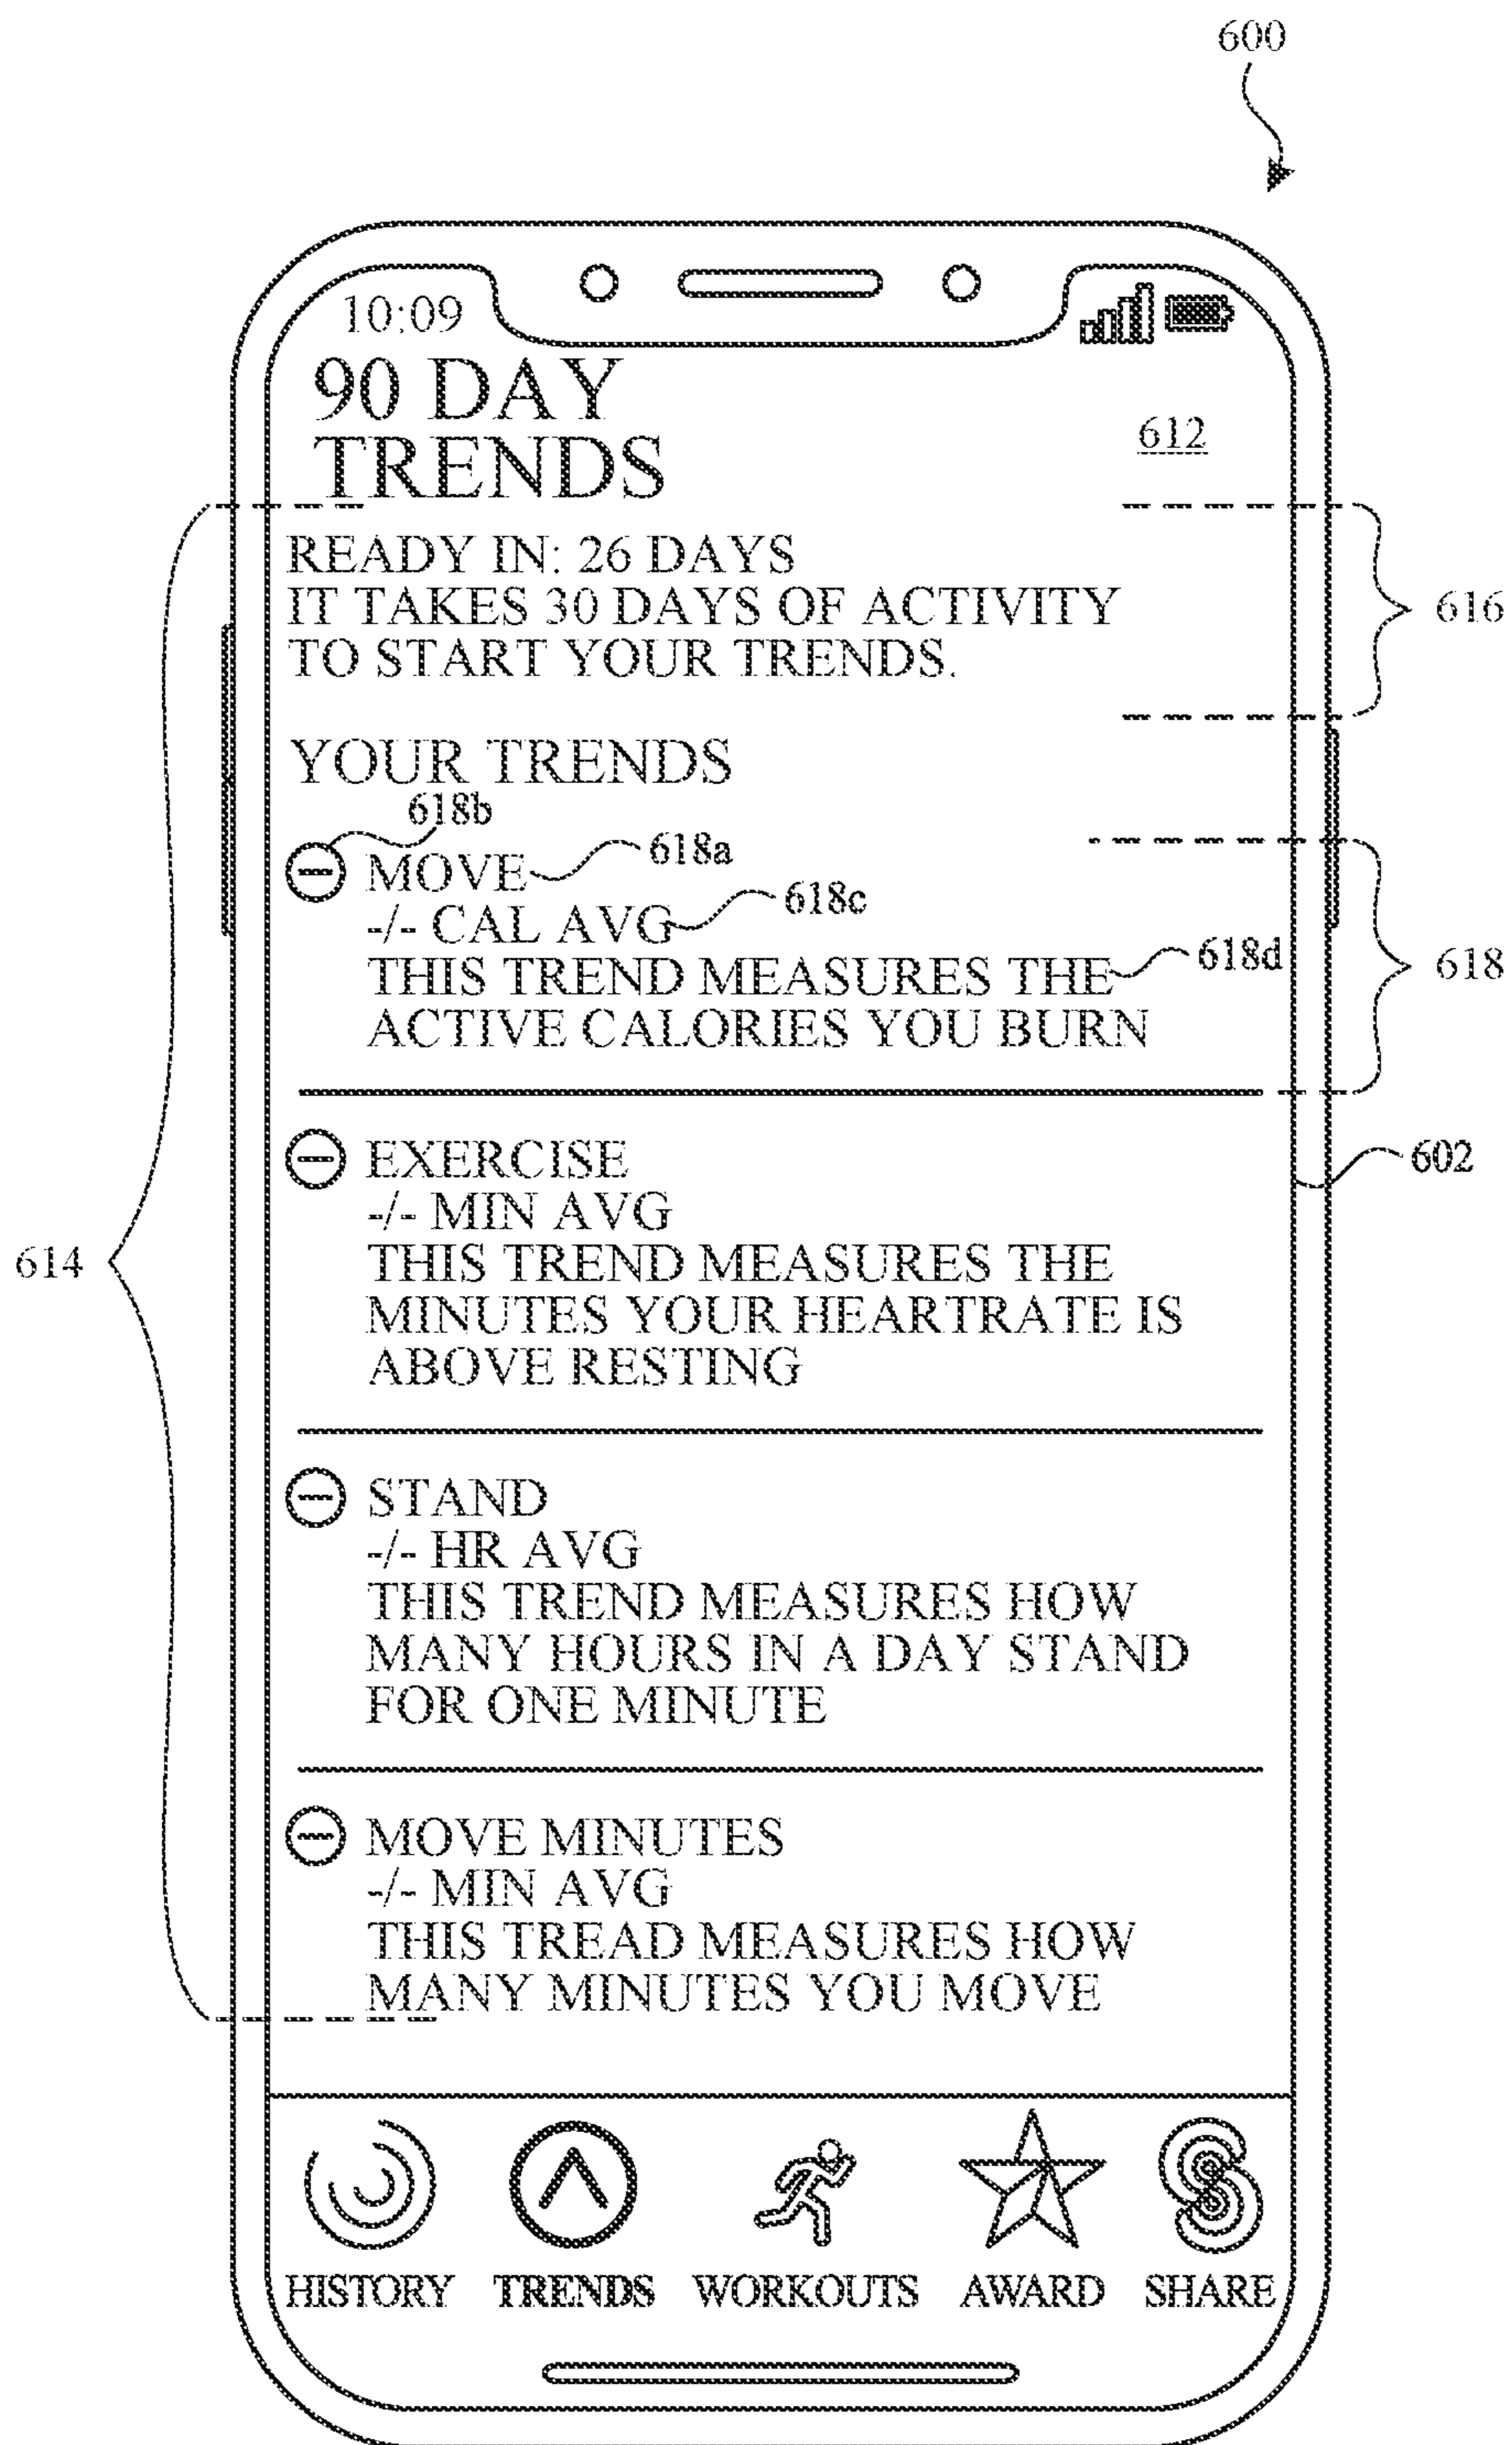 600
10:09
90 DAY
TRENDS
612
READY IN: 26 DAYS
IT TAKES 30 DAYS OF ACTIVITY
TO START YOUR TRENDS.
616
YOUR TRENDS
618b
MOVE
618a
-/- CAL AVG
618c
THIS TREND MEASURES THE
618d
ACTIVE CALORIES YOU BURN
618
EXERCISE
602
-/- MIN AVG
THIS TREND MEASURES THE
614
MINUTES YOUR HEARTRATE IS
ABOVE RESTING
STAND
-/- HR AVG
THIS TREND MEASURES HOW
MANY HOURS IN A DAY STAND
FOR ONE MINUTE
MOVE MINUTES
-/- MIN AVG
THIS TREAD MEASURES HOW
MANY MINUTES YOU MOVE
HISTORY TRENDS WORKOUTS AWARD SHARE